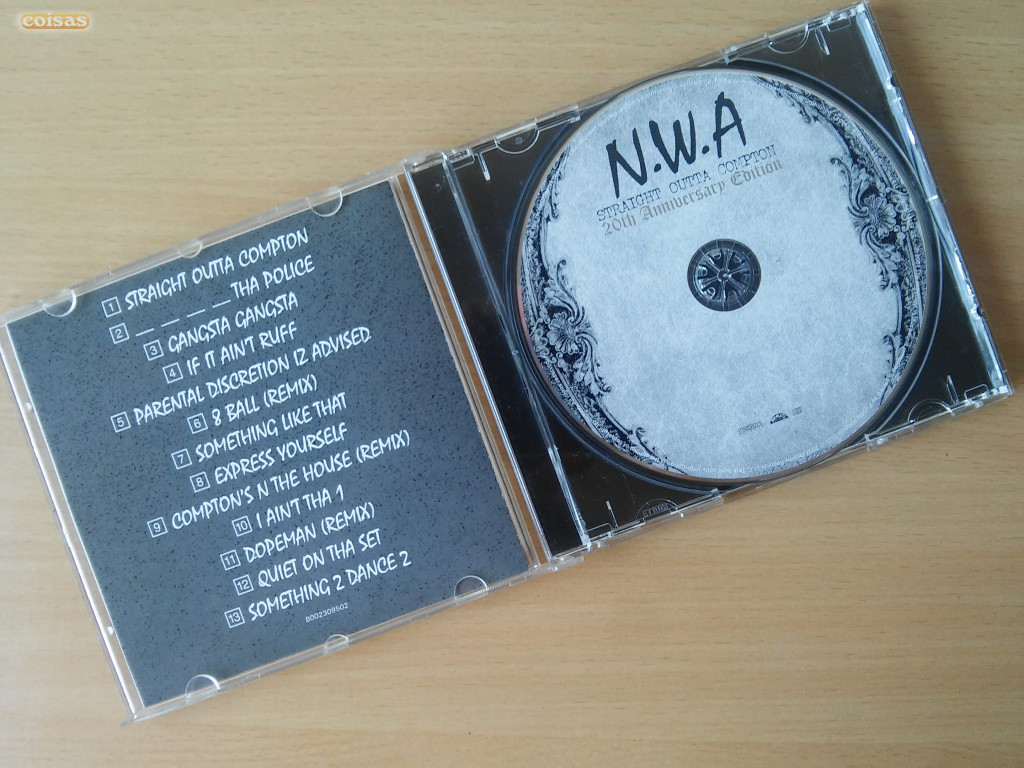 coisas
1 STRAIGHT OUTTA COMPTON
2 _ _ _ _ THA POLICE
3 GANGSTA GANGSTA
4 IF IT AIN'T RUFF
5 PARENTAL DISCRETION IZ ADVISED
6 8 BALL (REMIX)
7 SOMETHING LIKE THAT
8 EXPRESS YOURSELF
9 COMPTON'S N THE HOUSE (REMIX)
10 I AIN'T THA 1
11 DOPEMAN (REMIX)
12 QUIET ON THA SET
13 SOMETHING 2 DANCE 2
B002309502
N.W.A
STRAIGHT OUTTA COMPTON
20th Anniversary Edition